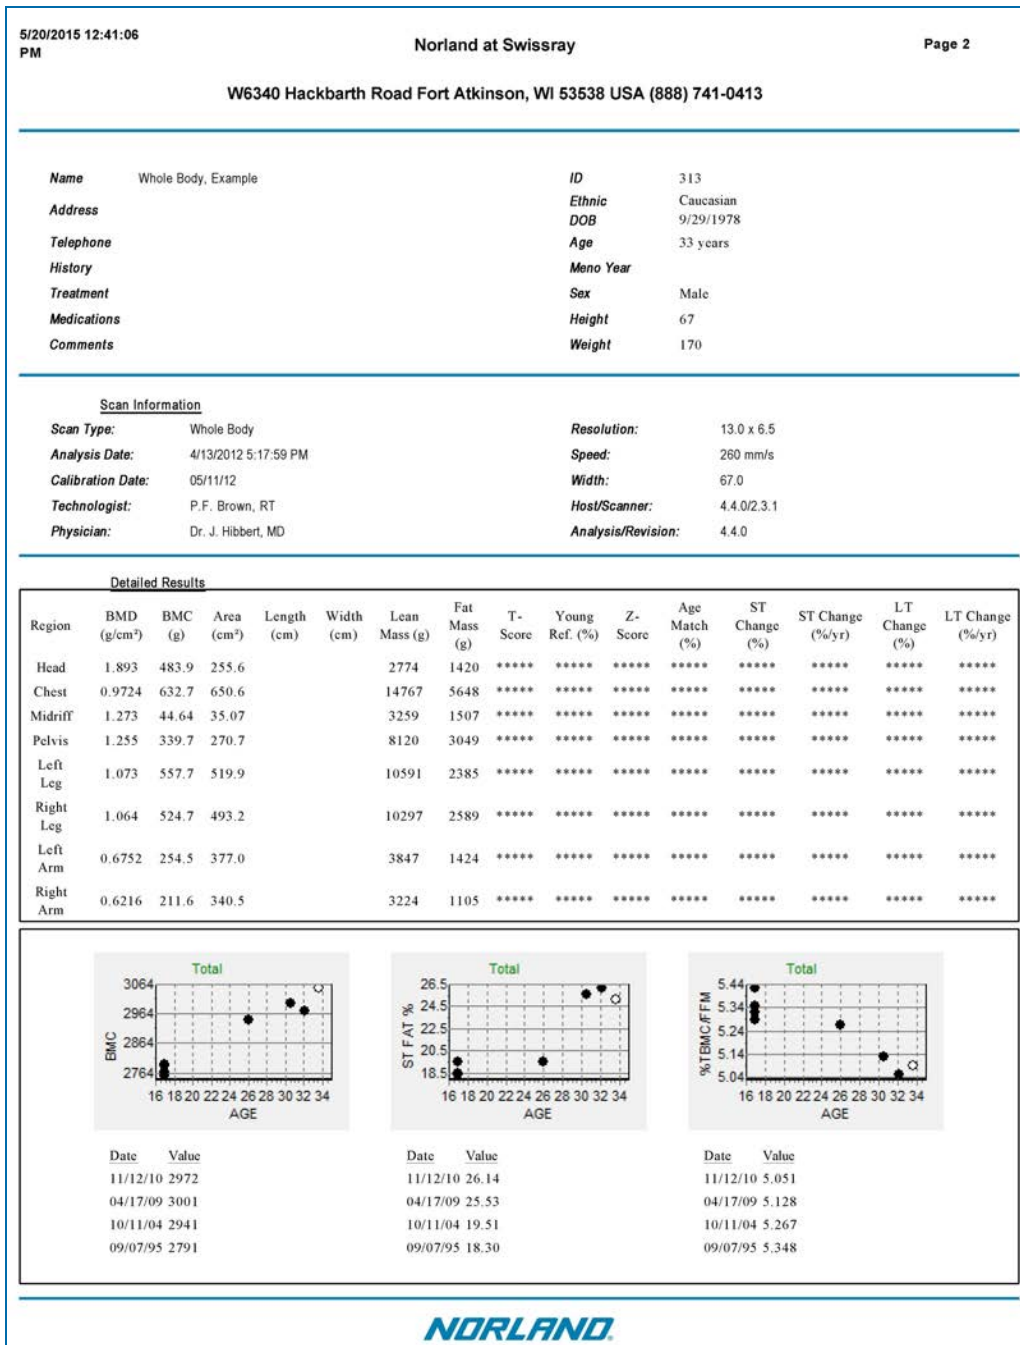 5/20/2015 12:41:06 PM
Norland at Swissray
Page 2
W6340 Hackbarth Road Fort Atkinson, WI 53538 USA (888) 741-0413
Name Whole Body, Example
Address
Telephone
History
Treatment
Medications
Comments
ID 313
Ethnic Caucasian
DOB 9/29/1978
Age 33 years
Meno Year
Sex Male
Height 67
Weight 170
Scan Information
Scan Type: Whole Body
Analysis Date: 4/13/2012 5:17:59 PM
Calibration Date: 05/11/12
Technologist: P.F. Brown, RT
Physician: Dr. J. Hibbert, MD
Resolution: 13.0 x 6.5
Speed: 260 mm/s
Width: 67.0
Host/Scanner: 4.4.0/2.3.1
Analysis/Revision: 4.4.0
Detailed Results
Region BMD (g/cm²) BMC (g) Area (cm²) Length (cm) Width (cm) Lean Mass (g) Fat Mass (g) T-Score Young Ref. (%) Z-Score Age Match (%) ST Change (%) ST Change (%/yr) LT Change (%) LT Change (%/yr)
Head 1.893 483.9 255.6 2774 1420 ***** ***** ***** ***** ***** ***** ***** *****
Chest 0.9724 632.7 650.6 14767 5648 ***** ***** ***** ***** ***** ***** ***** *****
Midriff 1.273 44.64 35.07 3259 1507 ***** ***** ***** ***** ***** ***** ***** *****
Pelvis 1.255 339.7 270.7 8120 3049 ***** ***** ***** ***** ***** ***** ***** *****
Left Leg 1.073 557.7 519.9 10591 2385 ***** ***** ***** ***** ***** ***** ***** *****
Right Leg 1.064 524.7 493.2 10297 2589 ***** ***** ***** ***** ***** ***** ***** *****
Left Arm 0.6752 254.5 377.0 3847 1424 ***** ***** ***** ***** ***** ***** ***** *****
Right Arm 0.6216 211.6 340.5 3224 1105 ***** ***** ***** ***** ***** ***** ***** *****
Total
BMC
3064
2964
2864
2764
16 18 20 22 24 26 28 30 32 34
AGE
Date Value
11/12/10 2972
04/17/09 3001
10/11/04 2941
09/07/95 2791
Total
ST FAT %
26.5
24.5
22.5
20.5
18.5
16 18 20 22 24 26 28 30 32 34
AGE
Date Value
11/12/10 26.14
04/17/09 25.53
10/11/04 19.51
09/07/95 18.30
Total
%TBMC/FFM
5.44
5.34
5.24
5.14
5.04
16 18 20 22 24 26 28 30 32 34
AGE
Date Value
11/12/10 5.051
04/17/09 5.128
10/11/04 5.267
09/07/95 5.348
NORLAND.